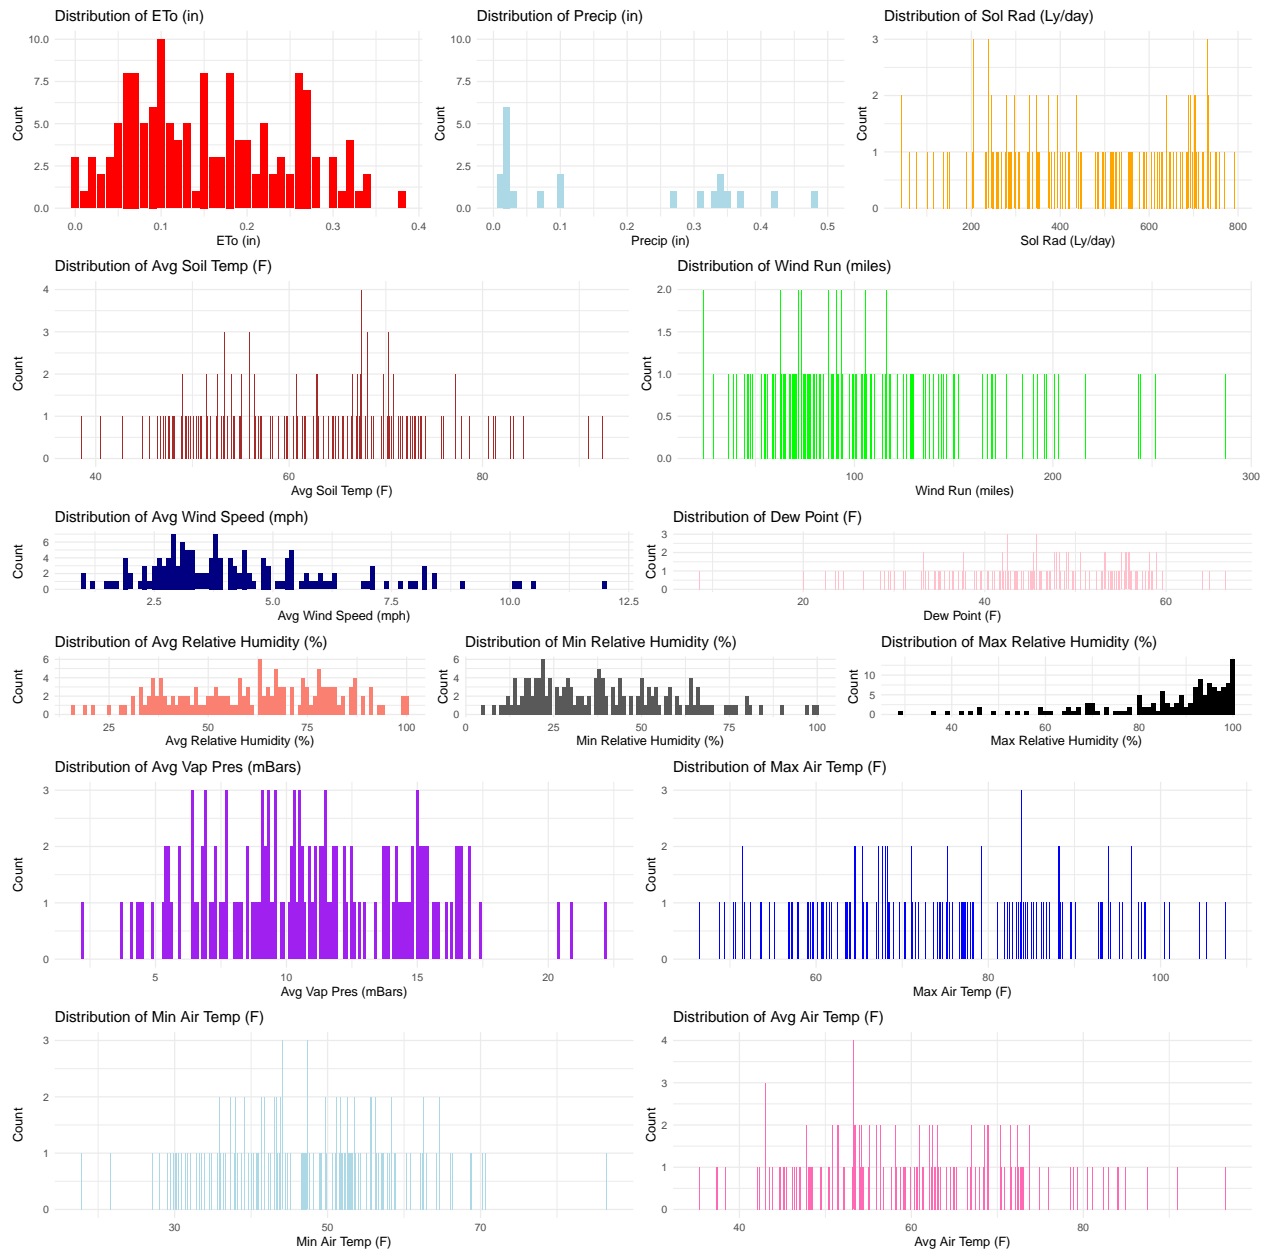 Distribution of ETo (in)
Distribution of Precip (in)
Distribution of Sol Rad (Ly/day)
Count
10.0
7.5
5.0
2.5
0.0
0.0
0.1
0.2
0.3
0.4
ETo (in)
Count
10.0
7.5
5.0
2.5
0.0
0.0
0.1
0.2
0.3
0.4
0.5
Precip (in)
Count
3
2
1
0
200
400
600
800
Sol Rad (Ly/day)
Distribution of Avg Soil Temp (F)
Distribution of Wind Run (miles)
Count
4
3
2
1
0
40
60
80
Avg Soil Temp (F)
Count
2.0
1.5
1.0
0.5
0.0
100
200
300
Wind Run (miles)
Distribution of Avg Wind Speed (mph)
Distribution of Dew Point (F)
Count
6
4
2
0
2.5
5.0
7.5
10.0
12.5
Avg Wind Speed (mph)
Count
3
2
1
0
20
40
60
Dew Point (F)
Distribution of Avg Relative Humidity (%)
Distribution of Min Relative Humidity (%)
Distribution of Max Relative Humidity (%)
Count
6
4
2
0
25
50
75
100
Avg Relative Humidity (%)
Count
6
4
2
0
0
25
50
75
100
Min Relative Humidity (%)
Count
10
5
0
40
60
80
100
Max Relative Humidity (%)
Distribution of Avg Vap Pres (mBars)
Distribution of Max Air Temp (F)
Count
3
2
1
0
5
10
15
20
Avg Vap Pres (mBars)
Count
3
2
1
0
60
80
100
Max Air Temp (F)
Distribution of Min Air Temp (F)
Distribution of Avg Air Temp (F)
Count
3
2
1
0
30
50
70
Min Air Temp (F)
Count
4
3
2
1
0
40
60
80
Avg Air Temp (F)